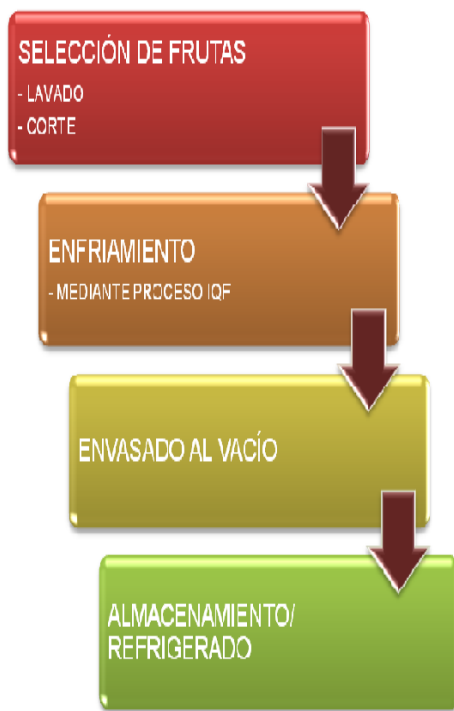 SELECCIÓN DE FRUTAS
- LAVADO
- CORTE
ENFRIAMIENTO
- MEDIANTE PROCESO IQF
ENVASADO AL VACÍO
ALMACENAMIENTO/
REFRIGERADO